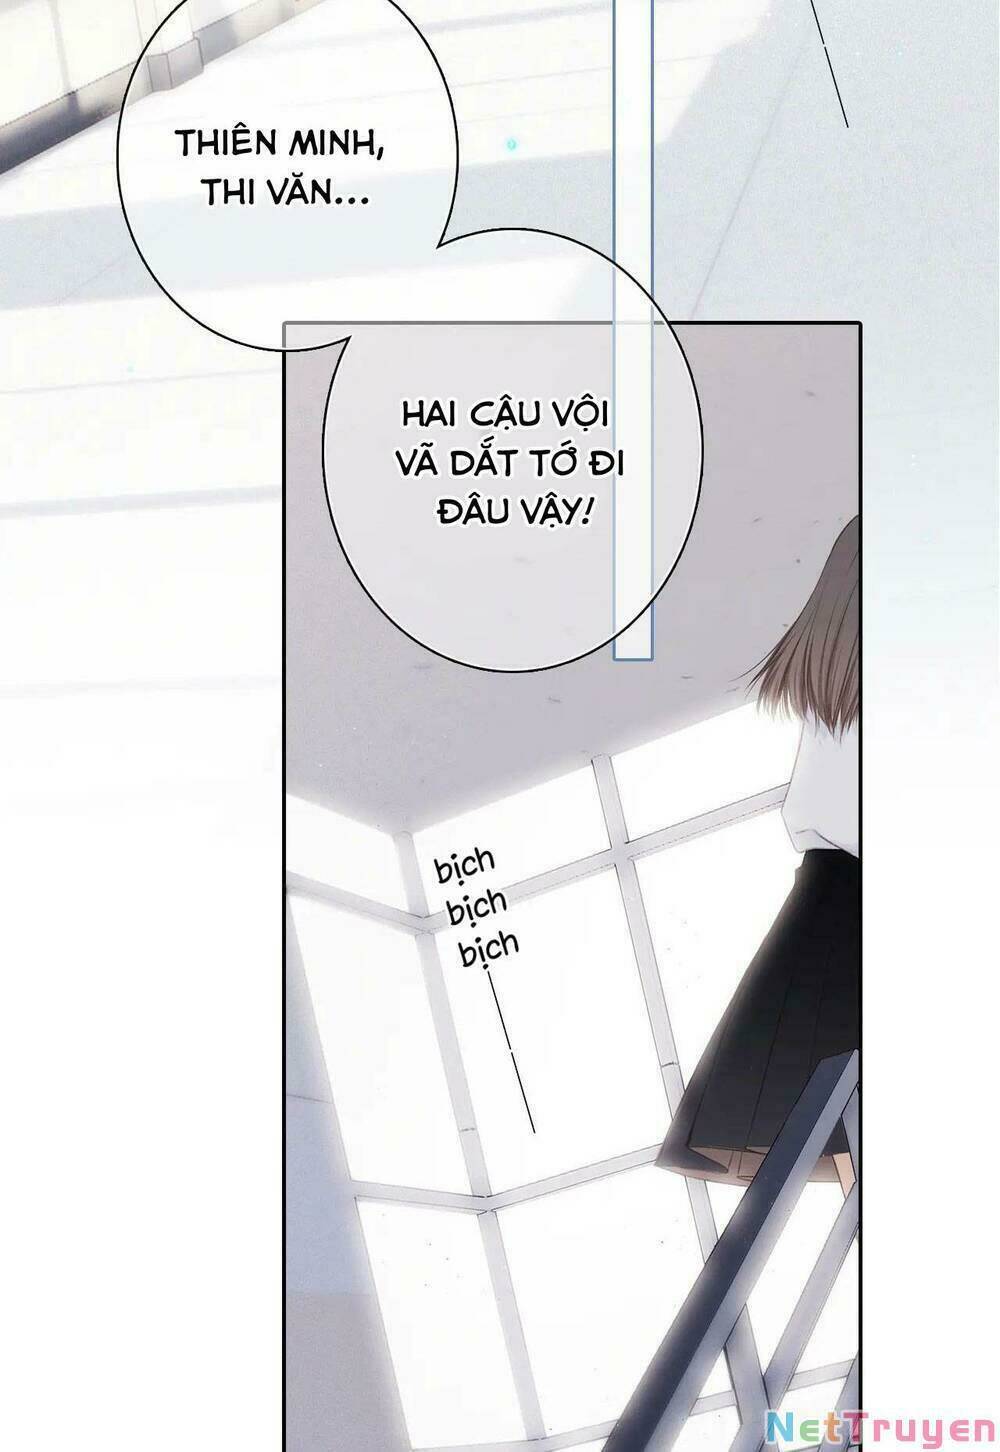 THIÊN MINH,
THI VĂN...
HAI CẬU VỘI
VÃ DẮT TỚ ĐI
ĐÂU VẬY!
bịch
bịch
bịch
NetTruyen